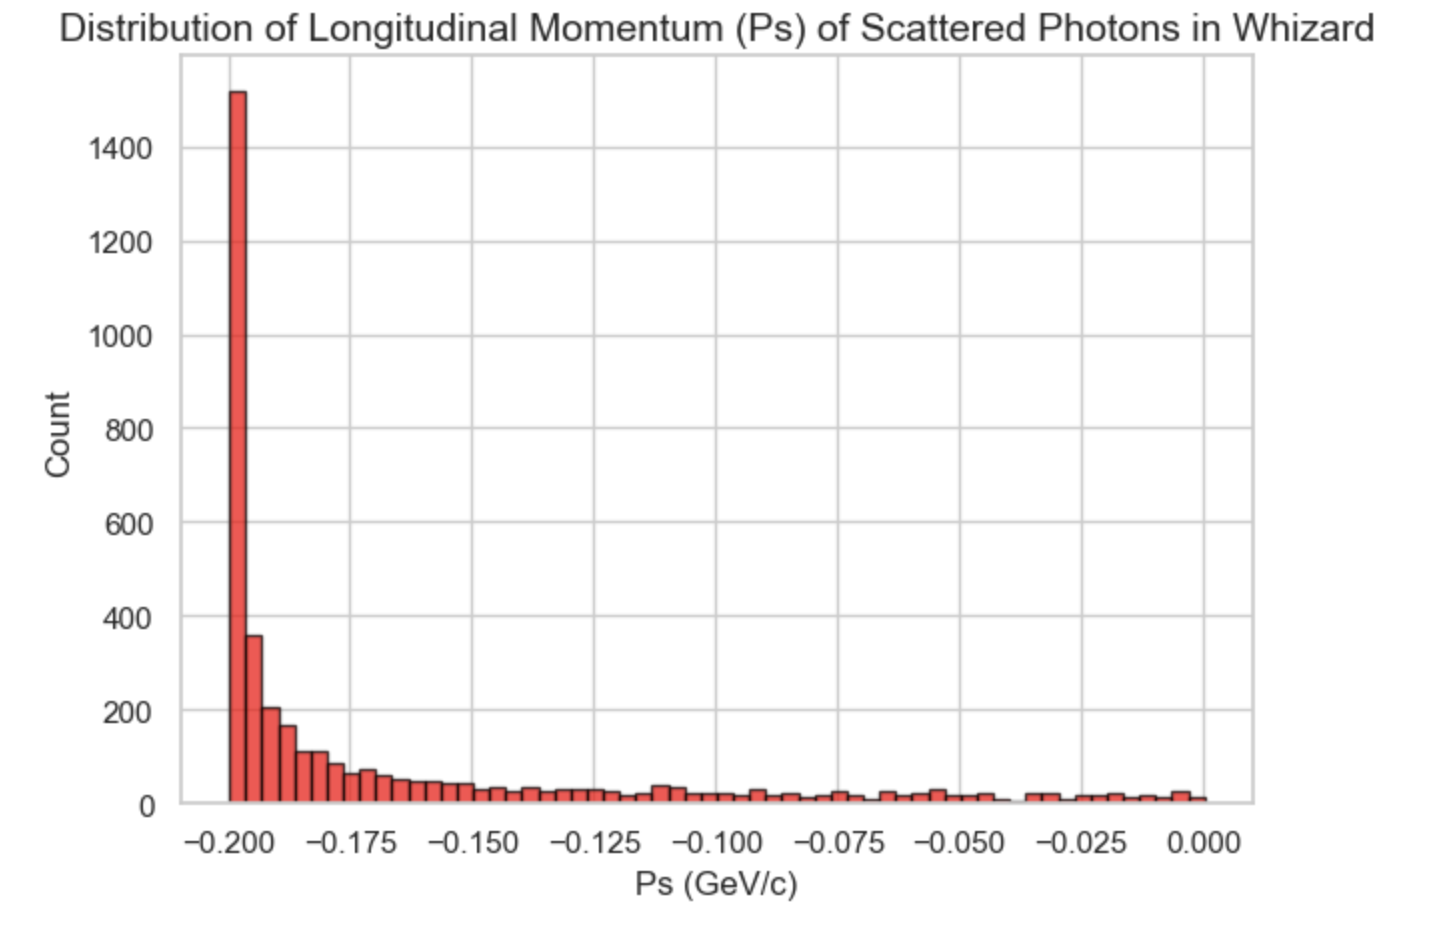 Distribution of Longitudinal Momentum (Ps) of Scattered Photons in Whizard
1400
1200
1000
800
600
400
200
0
Count
−0.200 −0.175 −0.150 −0.125 −0.100 −0.075 −0.050 −0.025 0.000
Ps (GeV/c)